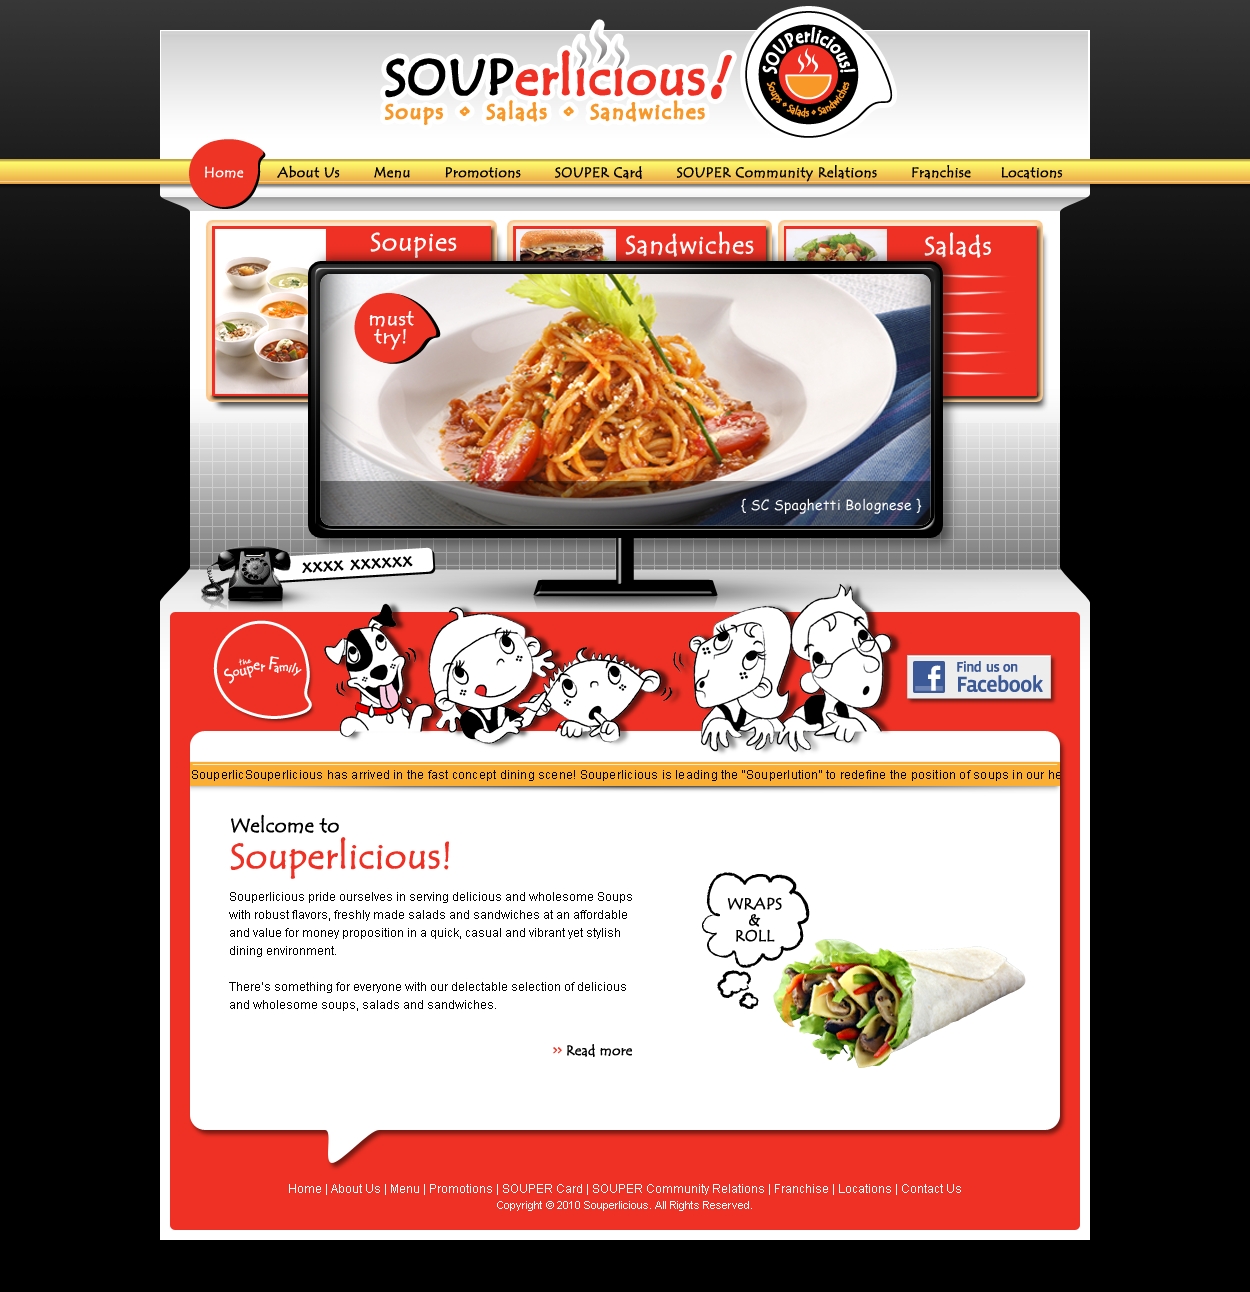 SOUPerlicious!
Soups Salads Sandwiches
SOUPerlicious!
Soups Salads Sandwiches
Home About Us Menu Promotions SOUPER Card SOUPER Community Relations Franchise Locations
Soupies Sandwiches Salads
must
try!
{ SC Spaghetti Bolognese }
xxxx xxxxxx
the
Souper Family
Find us on
Facebook
SouperlicSouperlicious has arrived in the fast concept dining scene! Souperlicious is leading the "Souperlution" to redefine the position of soups in our he
Welcome to
Souperlicious!
Souperlicious pride ourselves in serving delicious and wholesome Soups
with robust flavors, freshly made salads and sandwiches at an affordable
and value for money proposition in a quick, casual and vibrant yet stylish
dining environment.
There's something for everyone with our delectable selection of delicious
and wholesome soups, salads and sandwiches.
>> Read more
WRAPS
&
ROLL
Home | About Us | Menu | Promotions | SOUPER Card | SOUPER Community Relations | Franchise | Locations | Contact Us
Copyright © 2010 Souperlicious. All Rights Reserved.